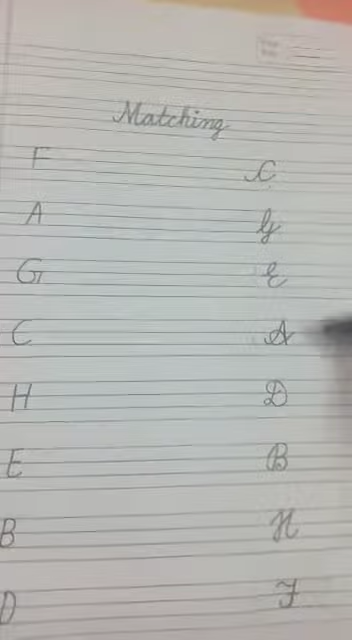 Matching
F C
A G
G E
C A
H D
E B
B H
D F